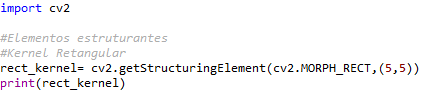 import cv2
#Elementos estruturantes
#Kernel Retangular
rect_kernel= cv2.getStructuringElement(cv2.MORPH_RECT,(5,5))
print(rect_kernel)